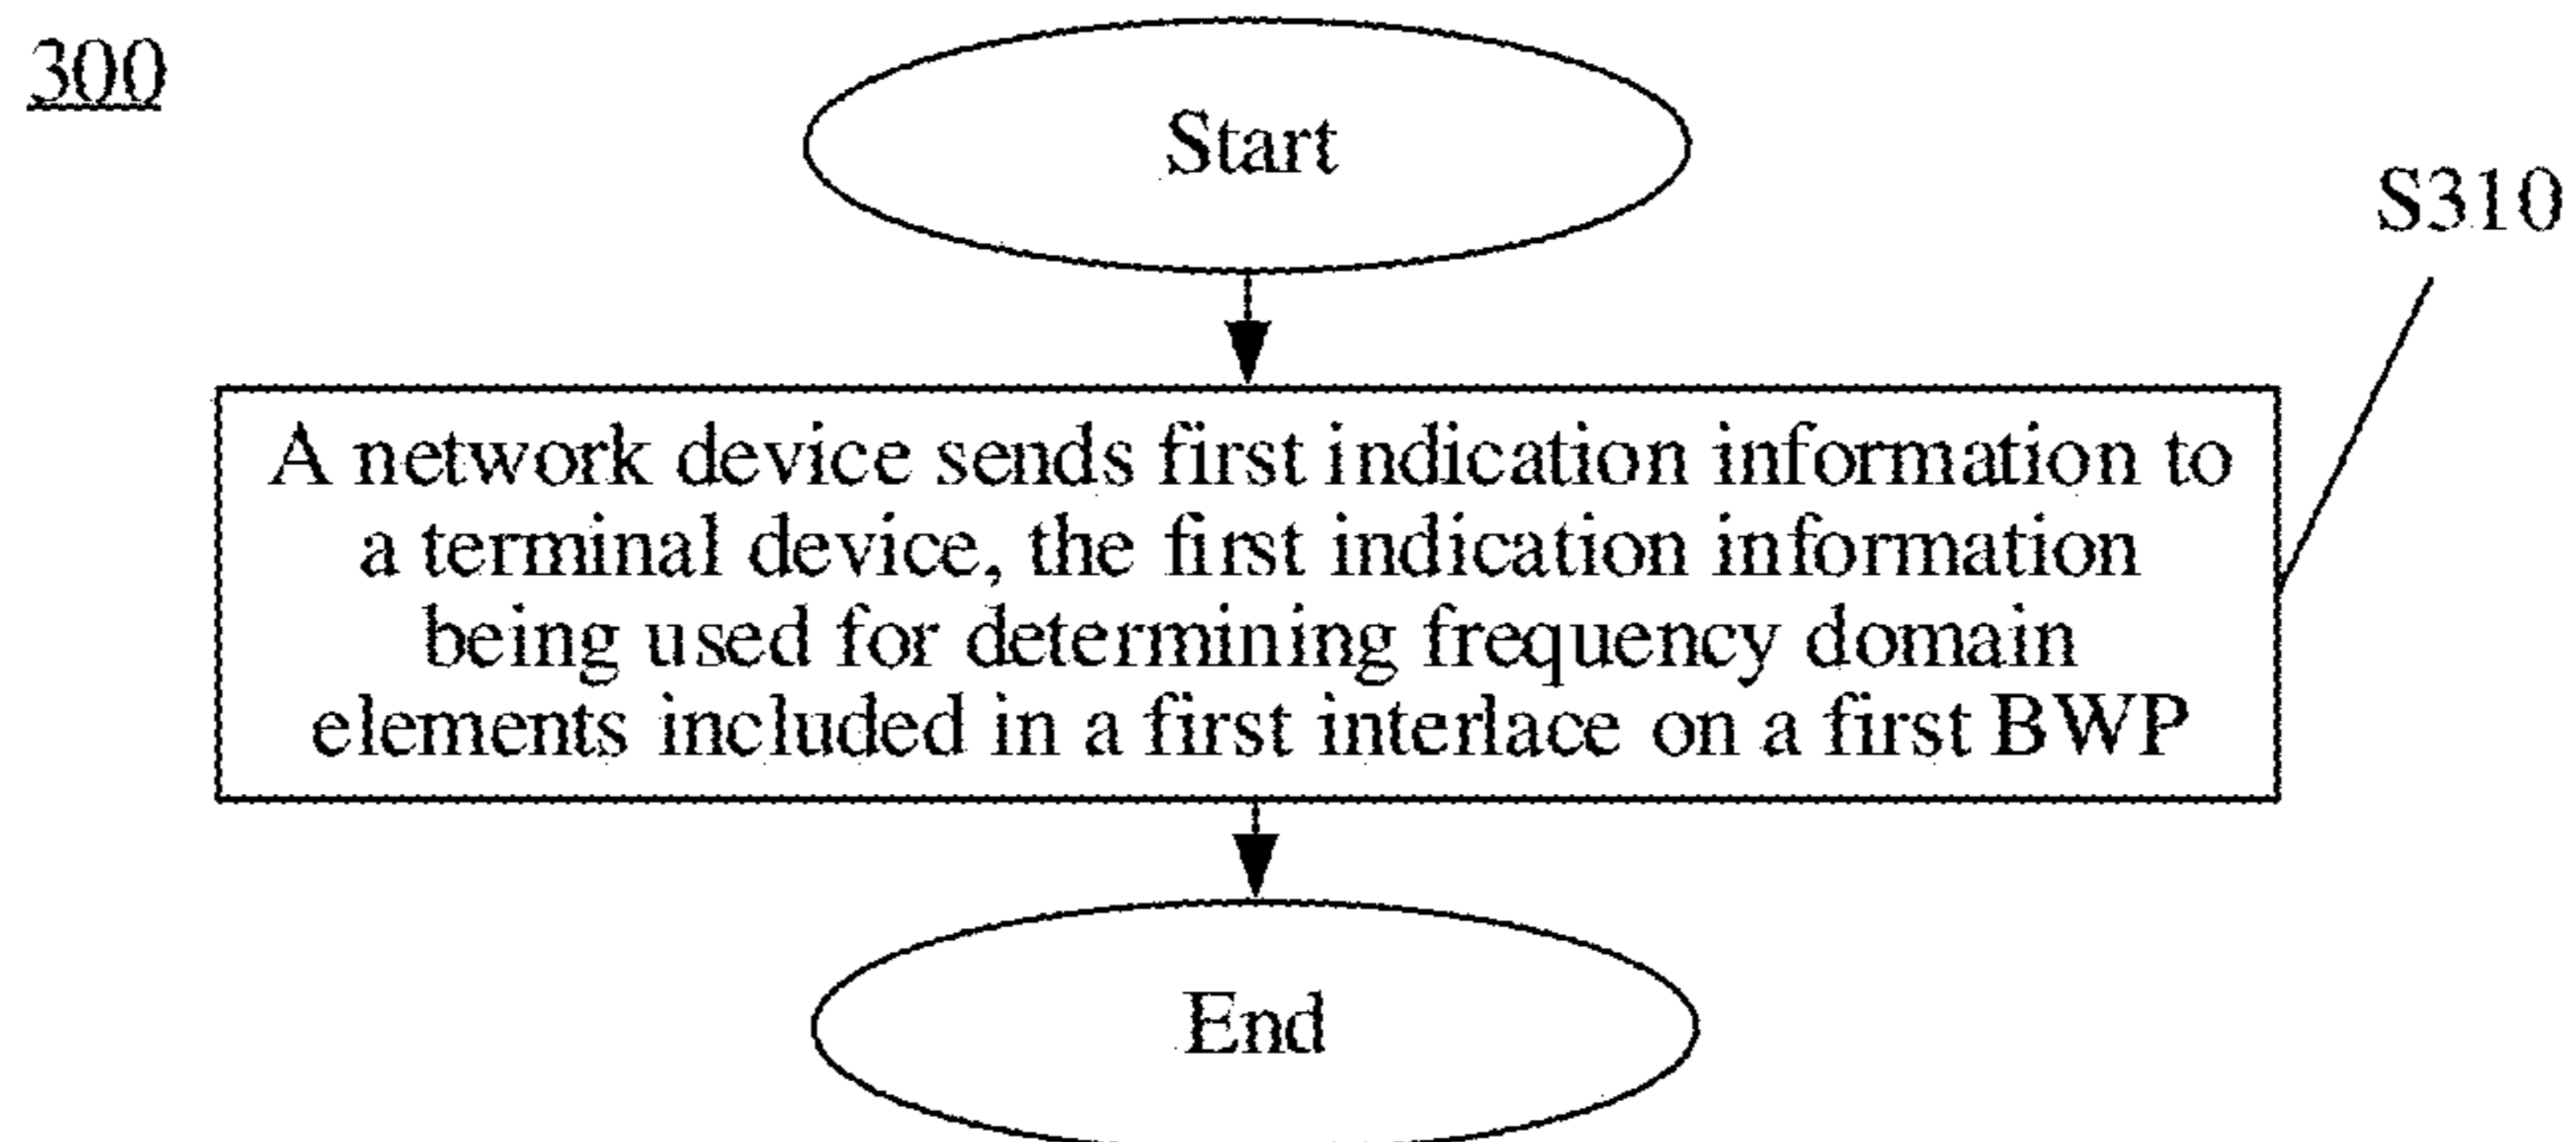 300
Start
S310
A network device sends first indication information to
a terminal device, the first indication information
being used for determining frequency domain
elements included in a first interlace on a first BWP
End